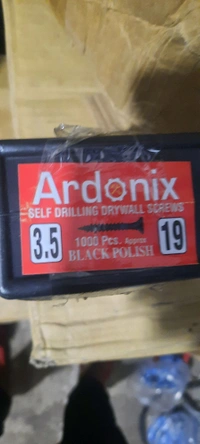 Ardonix
SELF DRILLING DRYWALL SCREWS
3.5
19
1000 Pcs. Approx
BLACK POLISH